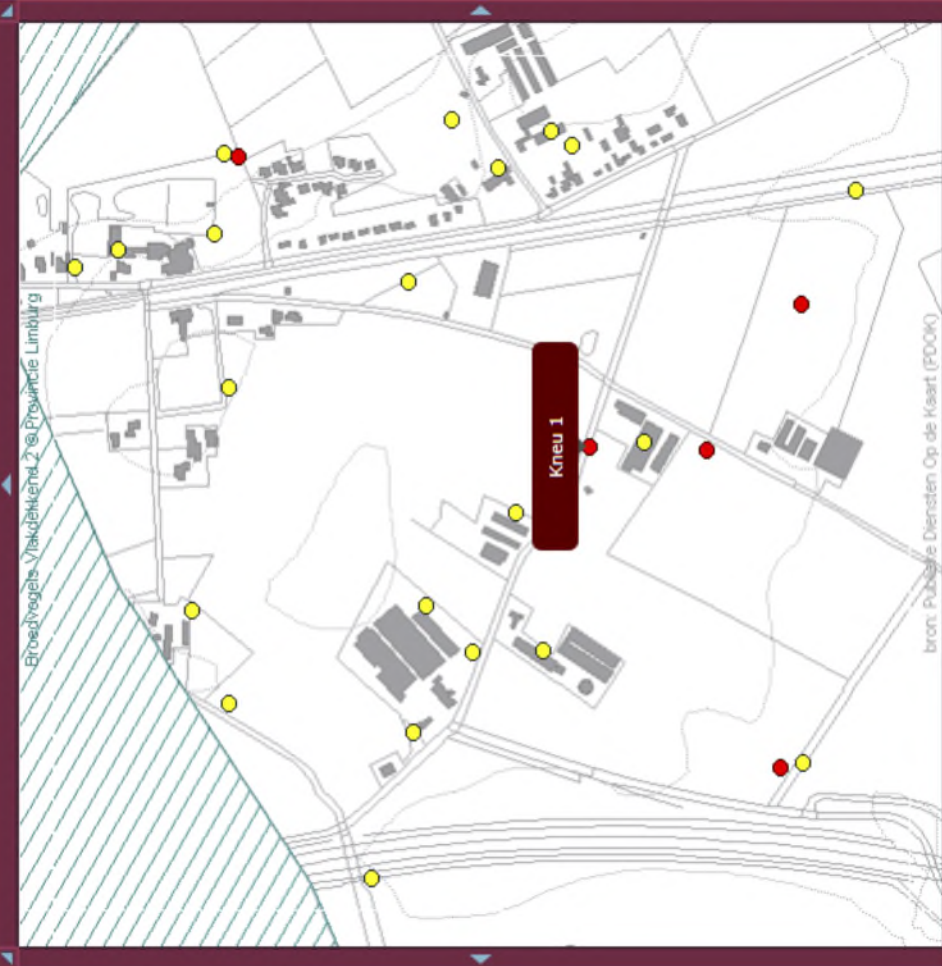 Broedvogels Vlakdekkend 2 © Provincie Limburg
Kneu 1
bron: Publieke Diensten Op de Kaart (PDOK)